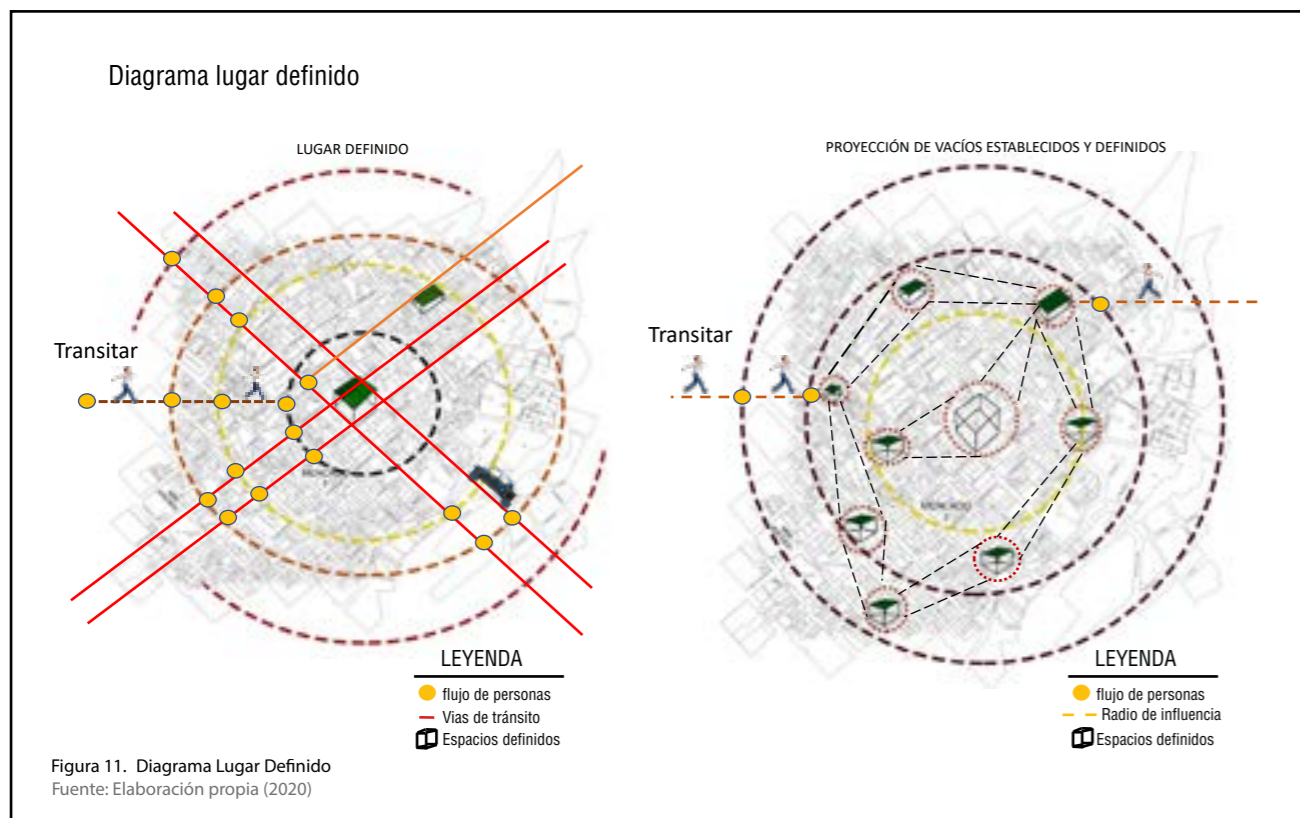 Diagrama lugar definido
LUGAR DEFINIDO
Transitar
LEYENDA
flujo de personas
Vias de tránsito
Espacios definidos
PROYECCIÓN DE VACÍOS ESTABLECIDOS Y DEFINIDOS
Transitar
MERCADO
LEYENDA
flujo de personas
Radio de influencia
Espacios definidos
Figura 11. Diagrama Lugar Definido
Fuente: Elaboración propia (2020)